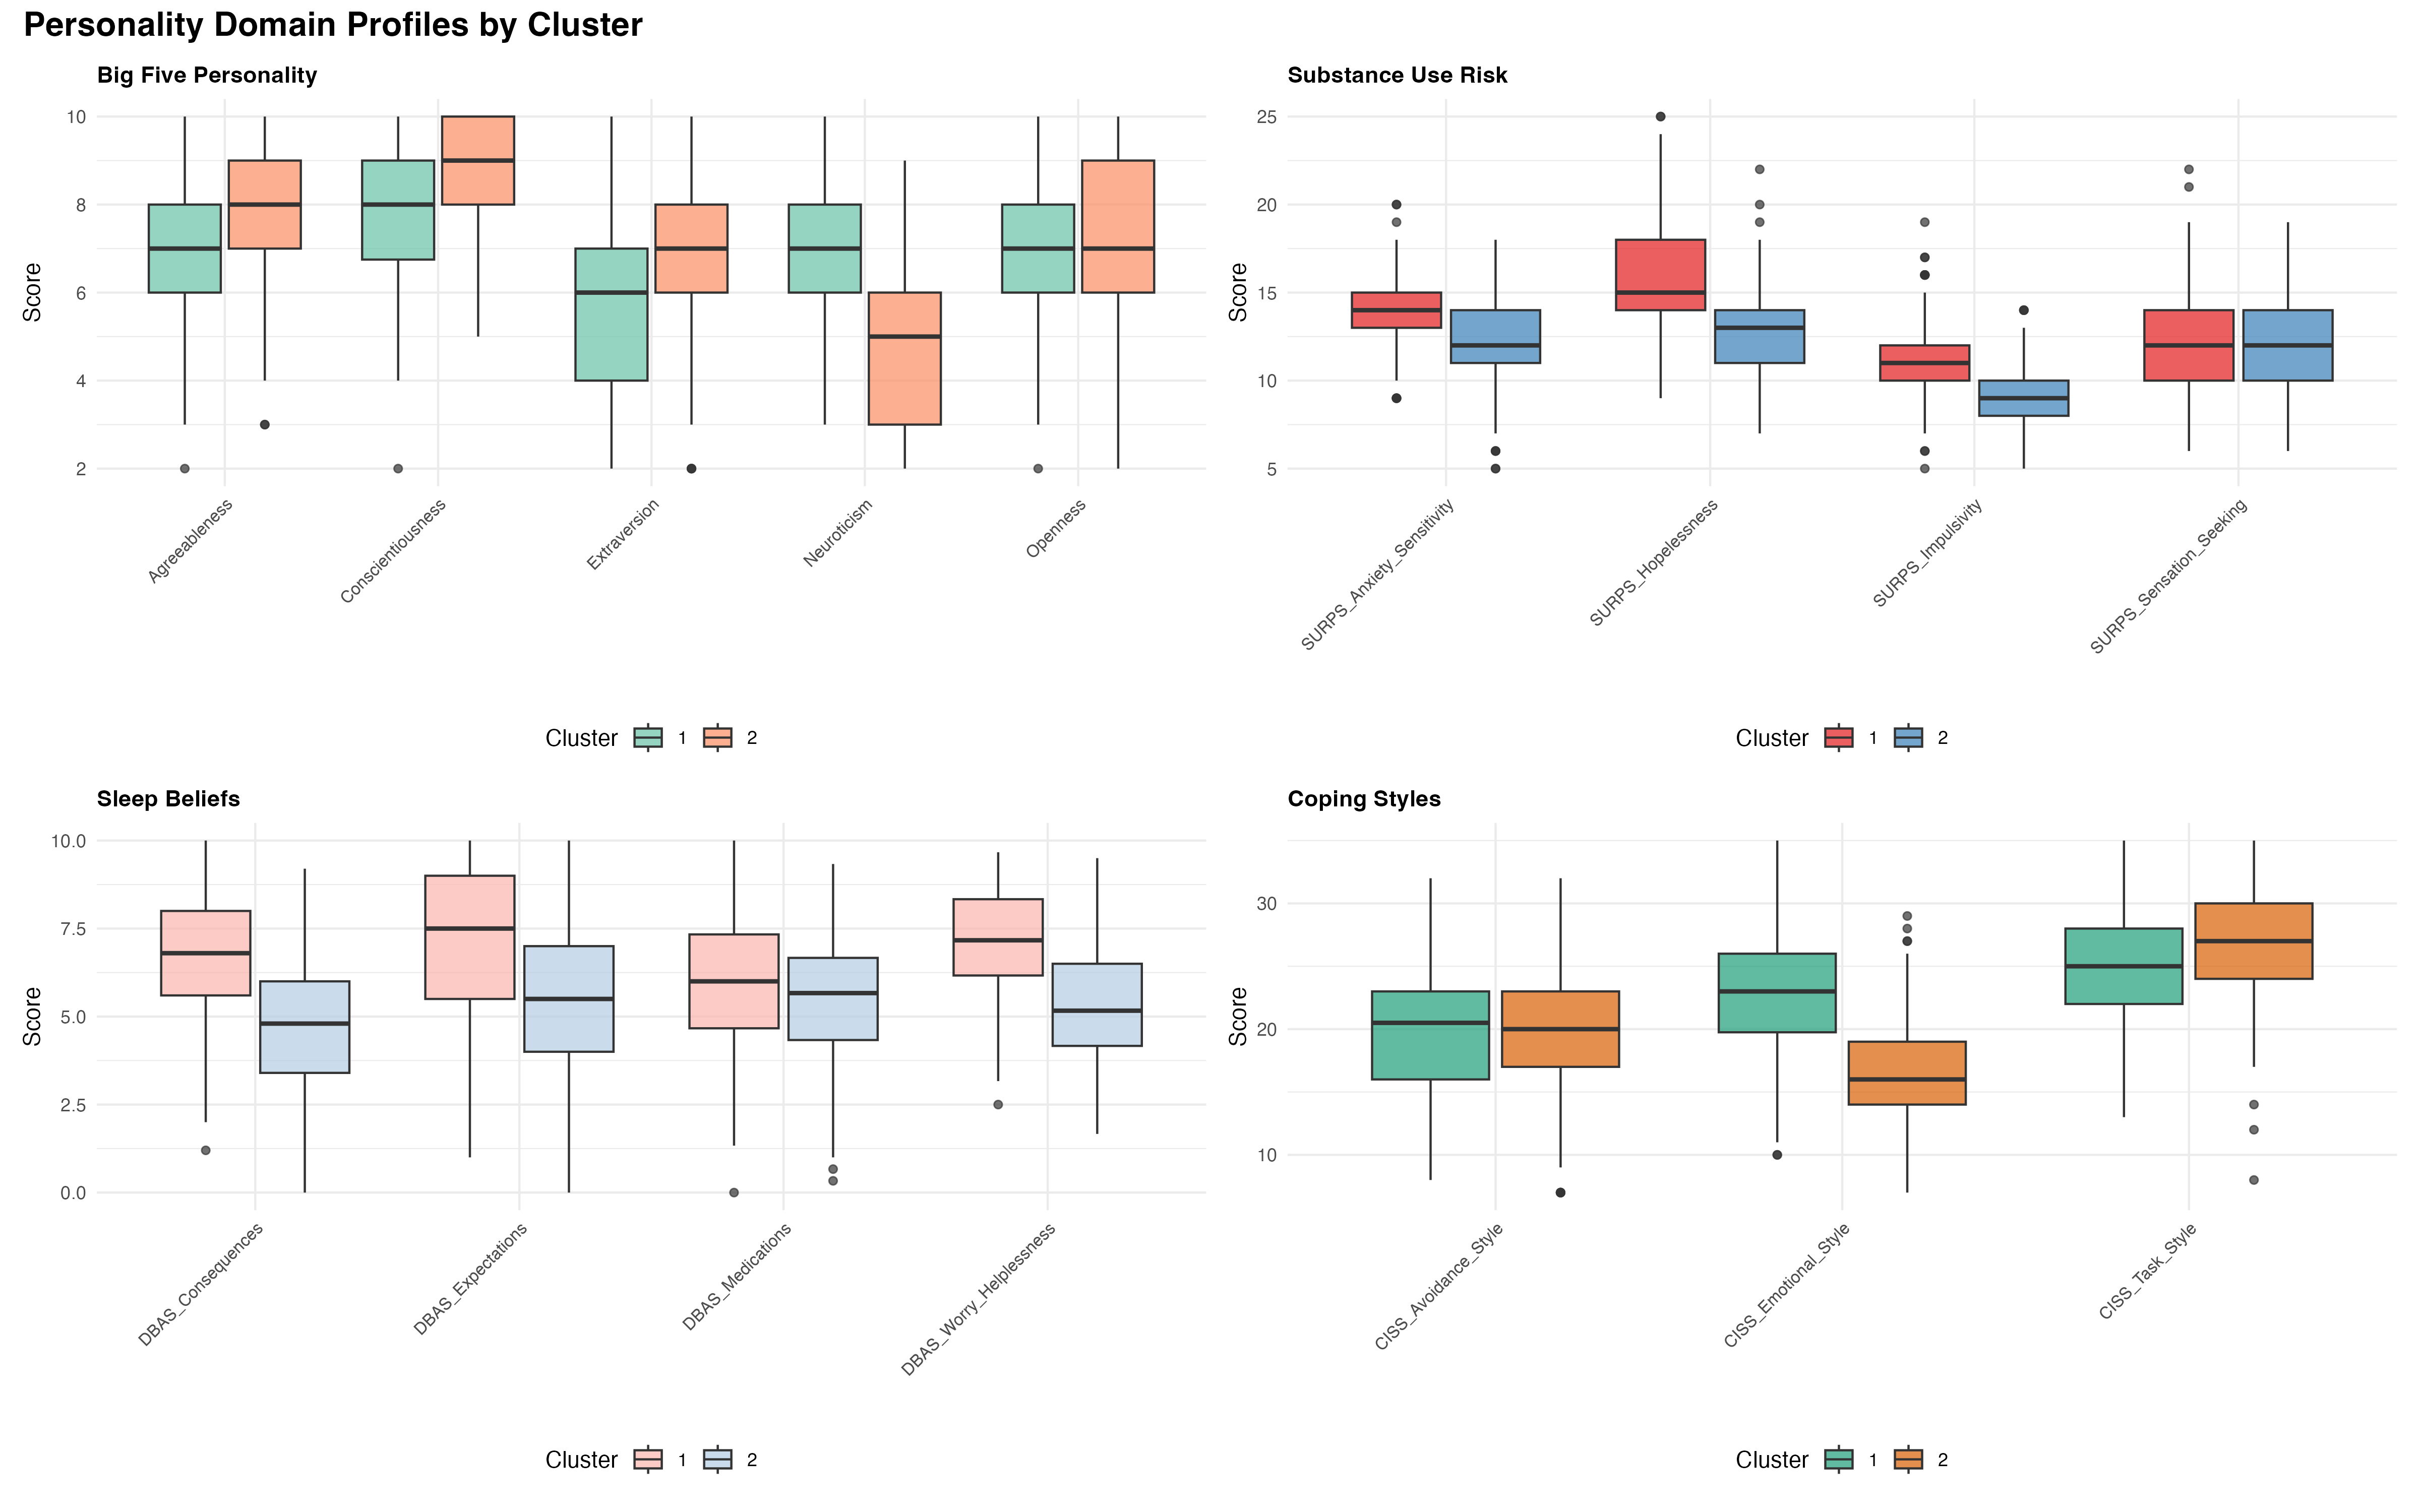 Personality Domain Profiles by Cluster
Big Five Personality
Score
10
8
6
4
2
Agreeableness
Conscientiousness
Extraversion
Neuroticism
Openness
Cluster 1 2
Substance Use Risk
Score
25
20
15
10
5
SURPS_Anxiety_Sensitivity
SURPS_Hopelessness
SURPS_Impulsivity
SURPS_Sensation_Seeking
Cluster 1 2
Sleep Beliefs
Score
10.0
7.5
5.0
2.5
0.0
DBAS_Consequences
DBAS_Expectations
DBAS_Medications
DBAS_Worry_Helplessness
Cluster 1 2
Coping Styles
Score
30
20
10
CISS_Avoidance_Style
CISS_Emotional_Style
CISS_Task_Style
Cluster 1 2